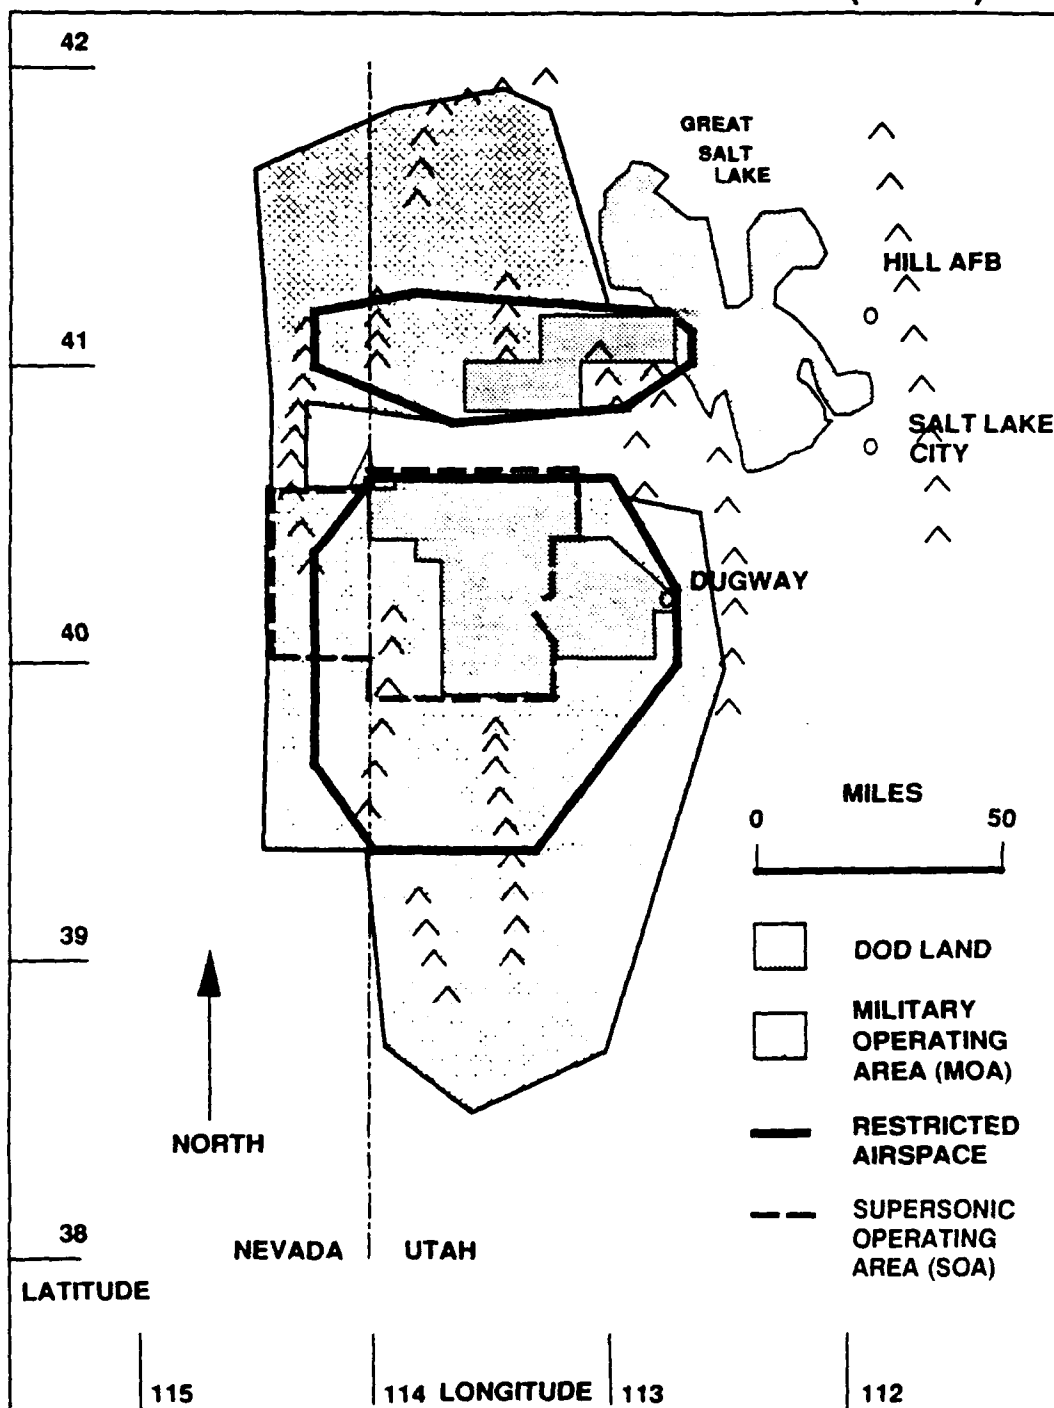 42
GREAT
SALT
LAKE
HILL AFB
41
SALT LAKE
CITY
DUGWAY
40
MILES
0 50
39
DOD LAND
MILITARY
OPERATING
AREA (MOA)
NORTH
RESTRICTED
AIRSPACE
SUPERSONIC
OPERATING
AREA (SOA)
38
NEVADA UTAH
LATITUDE
115 114 LONGITUDE 113 112